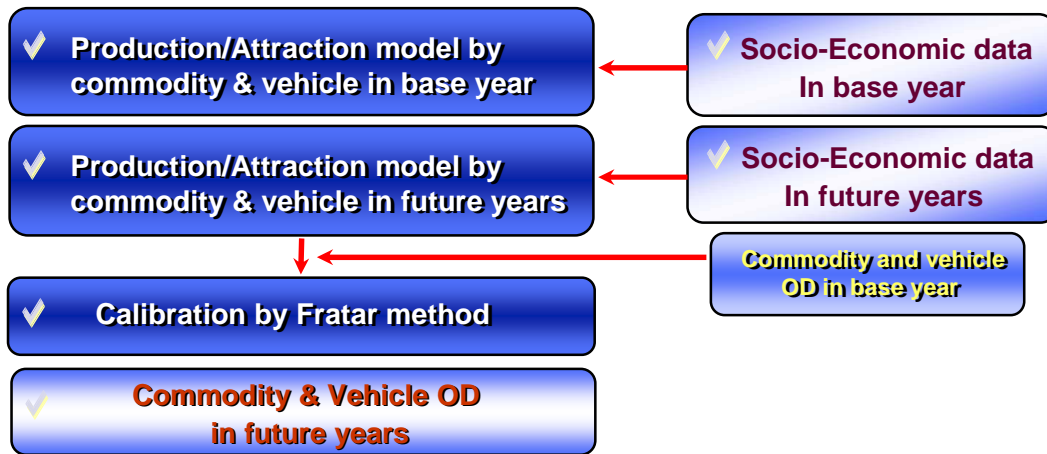 Production/Attraction model by
commodity & vehicle in base year
Socio-Economic data
In base year
Production/Attraction model by
commodity & vehicle in future years
Socio-Economic data
In future years
Commodity and vehicle
OD in base year
Calibration by Fratar method
Commodity & Vehicle OD
in future years